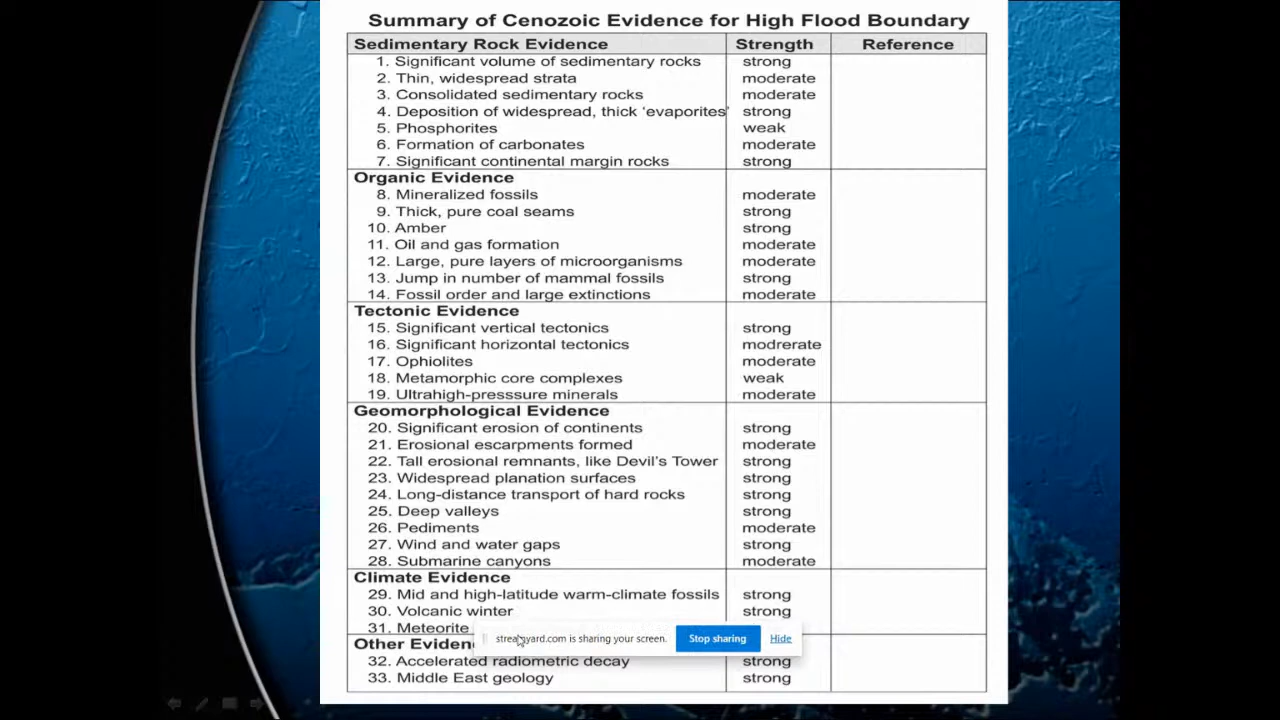 Summary of Cenozoic Evidence for High Flood Boundary
Sedimentary Rock Evidence Strength Reference
1. Significant volume of sedimentary rocks strong
2. Thin, widespread strata moderate
3. Consolidated sedimentary rocks moderate
4. Deposition of widespread, thick ‘evaporites’ strong
5. Phosphorites weak
6. Formation of carbonates moderate
7. Significant continental margin rocks strong
Organic Evidence
8. Mineralized fossils moderate
9. Thick, pure coal seams strong
10. Amber strong
11. Oil and gas formation moderate
12. Large, pure layers of microorganisms moderate
13. Jump in number of mammal fossils strong
14. Fossil order and large extinctions moderate
Tectonic Evidence
15. Significant vertical tectonics strong
16. Significant horizontal tectonics modrerate
17. Ophiolites moderate
18. Metamorphic core complexes weak
19. Ultrahigh-presssure minerals moderate
Geomorphological Evidence
20. Significant erosion of continents strong
21. Erosional escarpments formed moderate
22. Tall erosional remnants, like Devil’s Tower strong
23. Widespread planation surfaces strong
24. Long-distance transport of hard rocks strong
25. Deep valleys strong
26. Pediments moderate
27. Wind and water gaps strong
28. Submarine canyons moderate
Climate Evidence
29. Mid and high-latitude warm-climate fossils strong
30. Volcanic winter strong
31. Meteorite
streamyard.com is sharing your screen. Stop sharing Hide
Other
32. Accelerated radiometric decay strong
33. Middle East geology strong